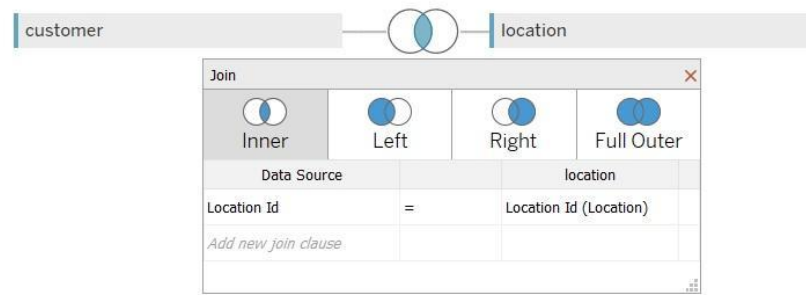 customer location
Join
Inner Left Right Full Outer
Data Source location
Location Id = Location Id (Location)
Add new join clause